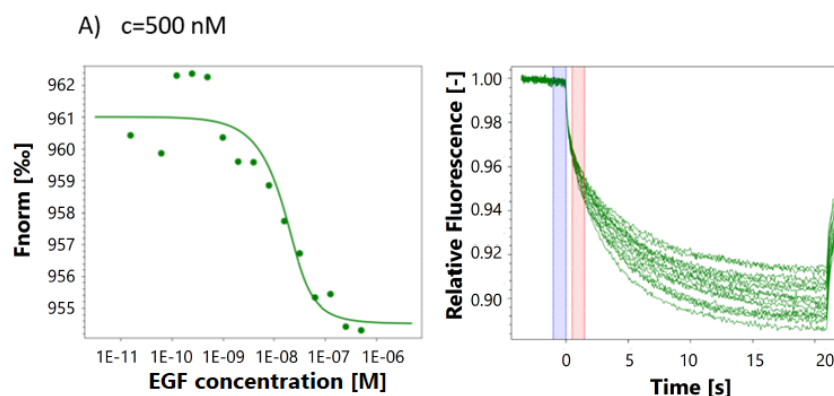 A) c=500 nM
Fnorm [‰]
962
961
960
959
958
957
956
955
1E-11 1E-10 1E-09 1E-08 1E-07 1E-06
EGF concentration [M]
Relative Fluorescence [-]
1.00
0.98
0.96
0.94
0.92
0.90
0 5 10 15 20
Time [s]